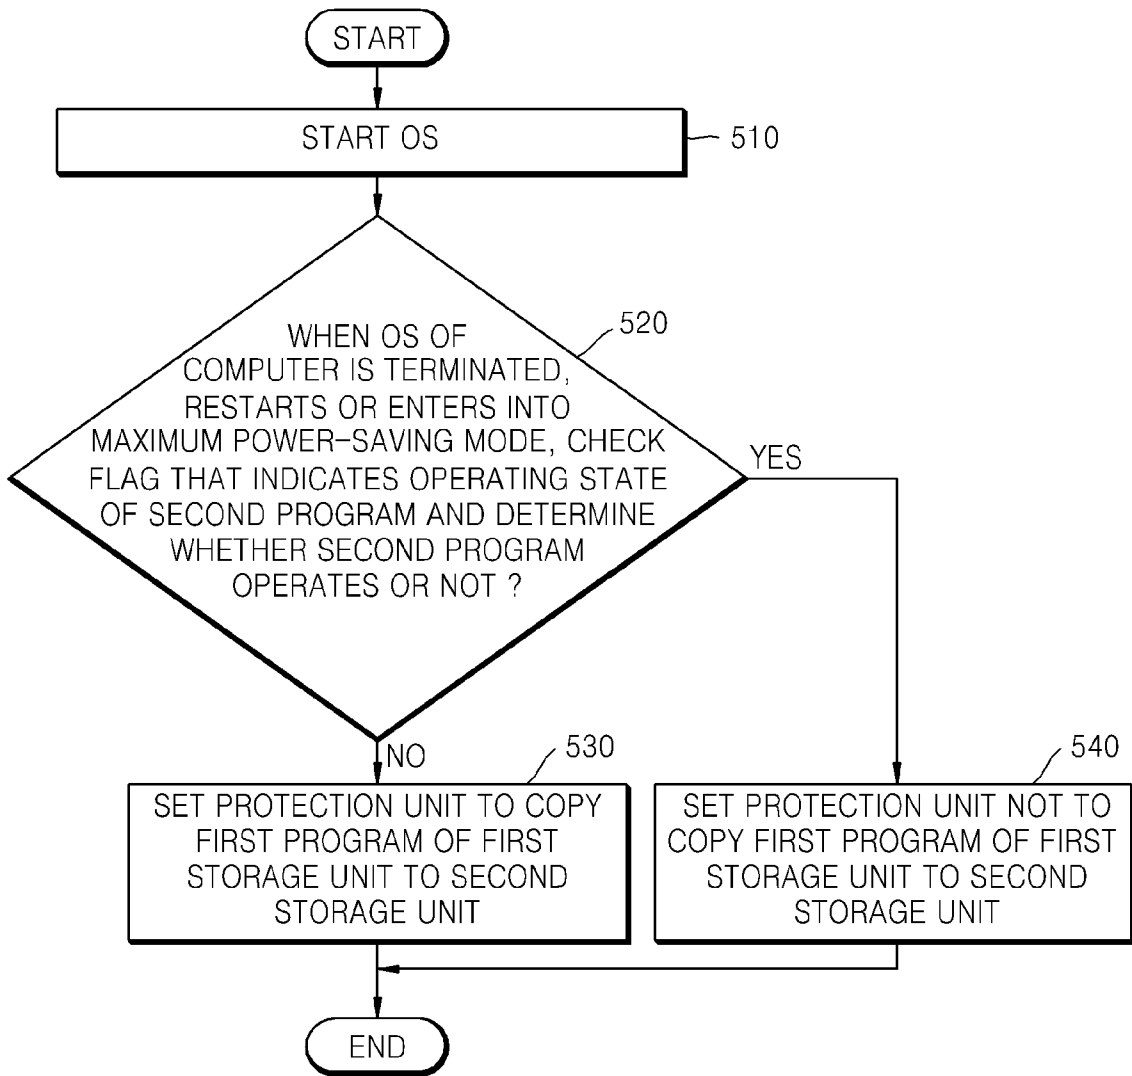 START
START OS
510
520
WHEN OS OF
COMPUTER IS TERMINATED,
RESTARTS OR ENTERS INTO
MAXIMUM POWER-SAVING MODE, CHECK
FLAG THAT INDICATES OPERATING STATE
OF SECOND PROGRAM AND DETERMINE
WHETHER SECOND PROGRAM
OPERATES OR NOT ?
YES
NO
530
SET PROTECTION UNIT TO COPY
FIRST PROGRAM OF FIRST
STORAGE UNIT TO SECOND
STORAGE UNIT
540
SET PROTECTION UNIT NOT TO
COPY FIRST PROGRAM OF FIRST
STORAGE UNIT TO SECOND
STORAGE UNIT
END